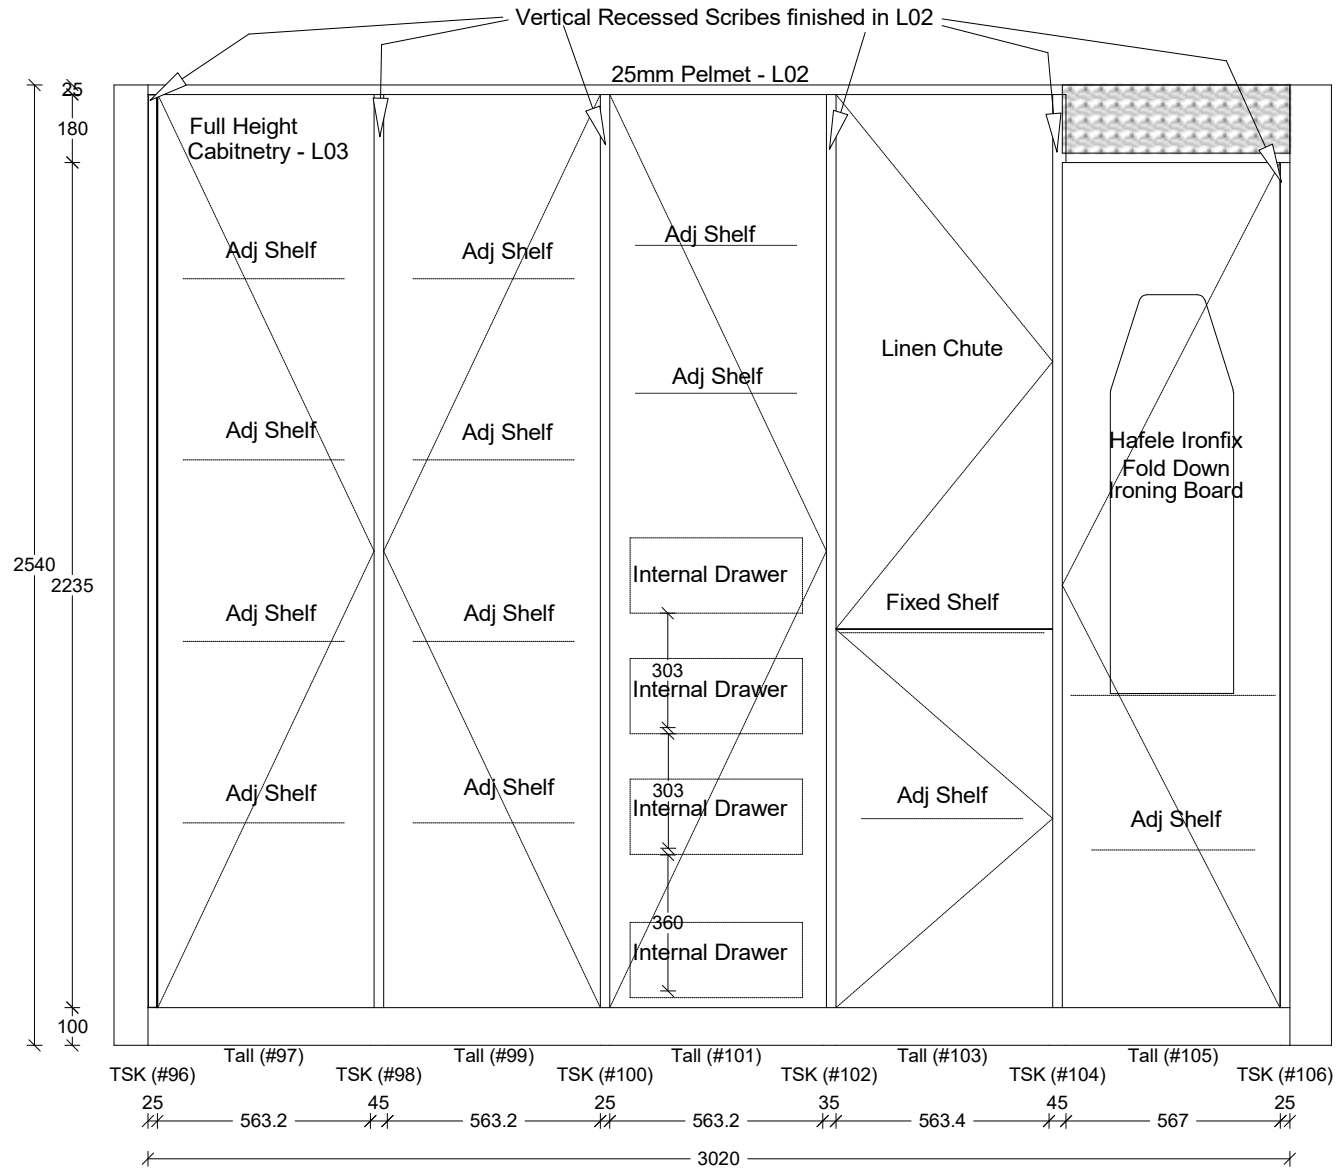 Vertical Recessed Scribes finished in L02
25mm Pelmet - L02
25
180
Full Height
Cabitnetry - L03
Adj Shelf
Adj Shelf
Adj Shelf
Linen Chute
Adj Shelf
Adj Shelf
Adj Shelf
Hafele Ironfix
Fold Down
Ironing Board
2540
2235
Internal Drawer
Fixed Shelf
Adj Shelf
Adj Shelf
303
Internal Drawer
Adj Shelf
Adj Shelf
303
Internal Drawer
Adj Shelf
Adj Shelf
360
Internal Drawer
100
Tall (#97)
Tall (#99)
Tall (#101)
Tall (#103)
Tall (#105)
TSK (#96)
TSK (#98)
TSK (#100)
TSK (#102)
TSK (#104)
TSK (#106)
25
45
25
35
45
25
563.2
563.2
563.2
563.4
567
3020